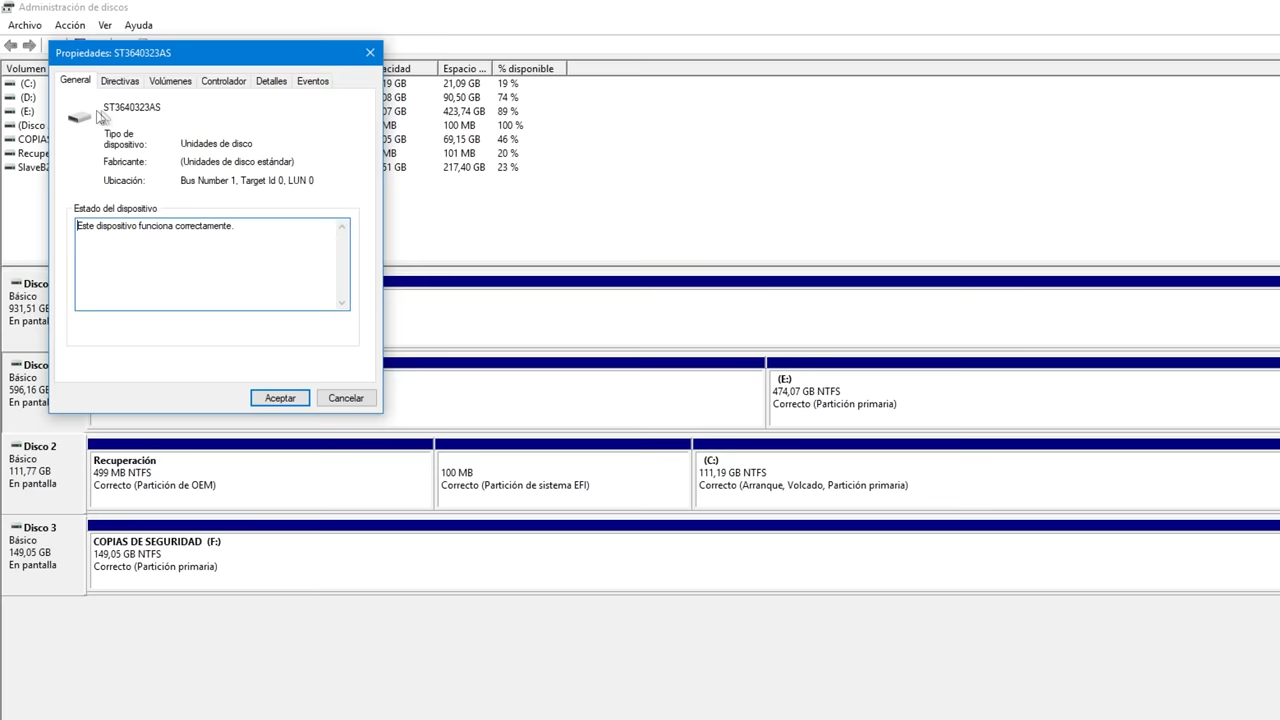 Administración de discos
Archivo Acción Ver Ayuda
Propiedades: ST3640323AS
General Directivas Volúmenes Controlador Detalles Eventos
ST3640323AS
Tipo de
dispositivo: Unidades de disco
Fabricante: (Unidades de disco estándar)
Ubicación: Bus Number 1, Target Id 0, LUN 0
Estado del dispositivo
Este dispositivo funciona correctamente.
Aceptar Cancelar
Volumen acidad Espacio ... % disponible
(C:) 19 GB 21,09 GB 19 %
(D:) 08 GB 90,50 GB 74 %
(E:) 07 GB 423,74 GB 89 %
(Disco MB 100 MB 100 %
COPIAS 05 GB 69,15 GB 46 %
Recupe MB 101 MB 20 %
SlaveB2 51 GB 217,40 GB 23 %
Disco
Básico
931,51 GB
En pantall
Disco
Básico
596,16 GB
En pantall
(E:)
474,07 GB NTFS
Correcto (Partición primaria)
Disco 2
Básico
111,77 GB
En pantalla
Recuperación
499 MB NTFS
Correcto (Partición de OEM)
100 MB
Correcto (Partición de sistema EFI)
(C:)
111,19 GB NTFS
Correcto (Arranque, Volcado, Partición primaria)
Disco 3
Básico
149,05 GB
En pantalla
COPIAS DE SEGURIDAD (F:)
149,05 GB NTFS
Correcto (Partición primaria)